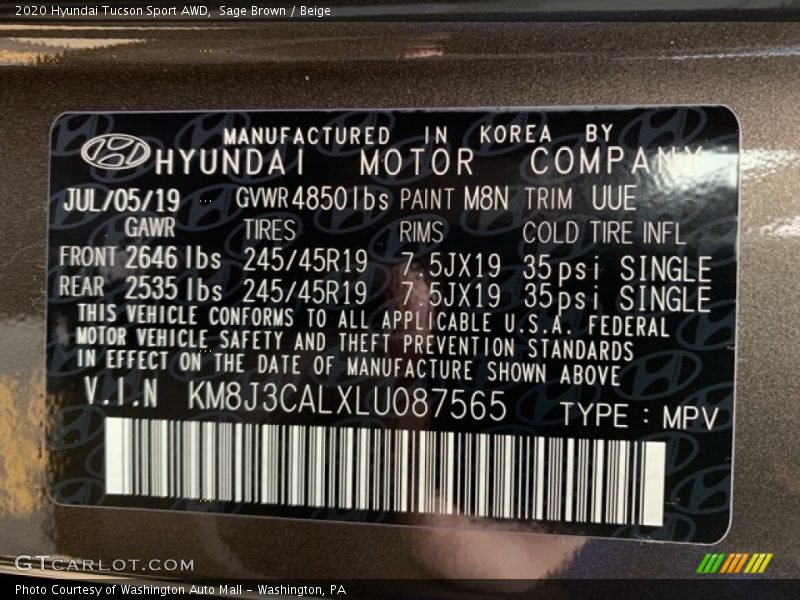 2020 Hyundai Tucson Sport AWD,  Sage Brown / Beige
MANUFACTURED IN KOREA BY
HYUNDAI MOTOR COMPANY
JUL/05/19 GVWR 4850lbs PAINT M8N TRIM UUE
GAWR TIRES RIMS COLD TIRE INFL
FRONT 2646 lbs 245/45R19 7.5JX19 35psi SINGLE
REAR 2535 lbs 245/45R19 7.5JX19 35psi SINGLE
THIS VEHICLE CONFORMS TO ALL APPLICABLE U.S.A. FEDERAL
MOTOR VEHICLE SAFETY AND THEFT PREVENTION STANDARDS
IN EFFECT ON THE DATE OF MANUFACTURE SHOWN ABOVE
V.I.N KM8J3CALXLU087565 TYPE : MPV
GTCARLOT.COM
Photo Courtesy of Washington Auto Mall - Washington, PA